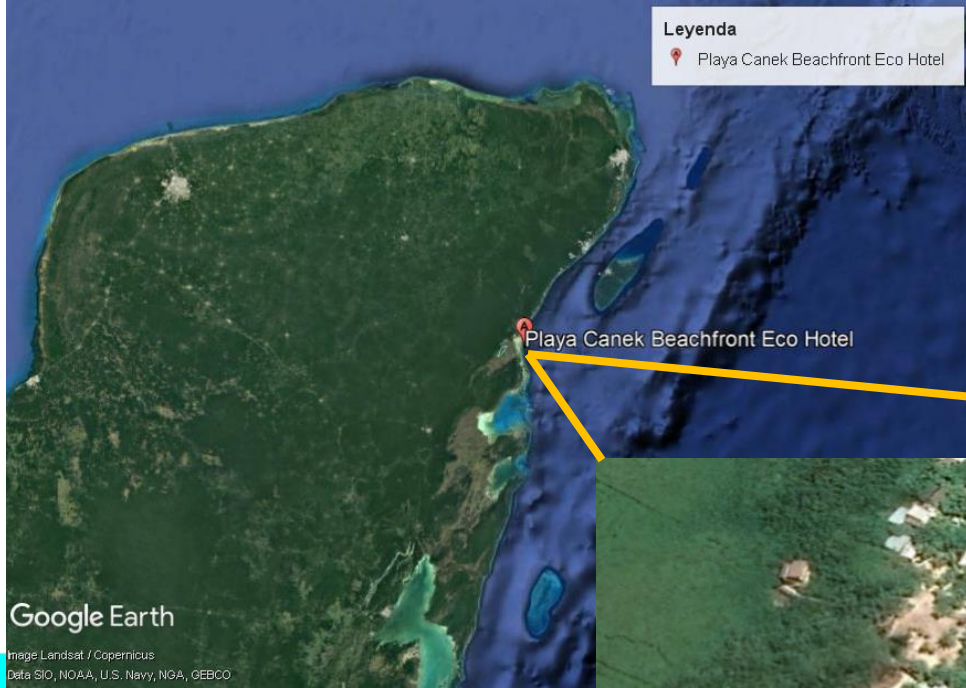 Leyenda
A Playa Canek Beachfront Eco Hotel
A
Playa Canek Beachfront Eco Hotel
Google Earth
Image Landsat / Copernicus
Data SIO, NOAA, U.S. Navy, NGA, GEBCO